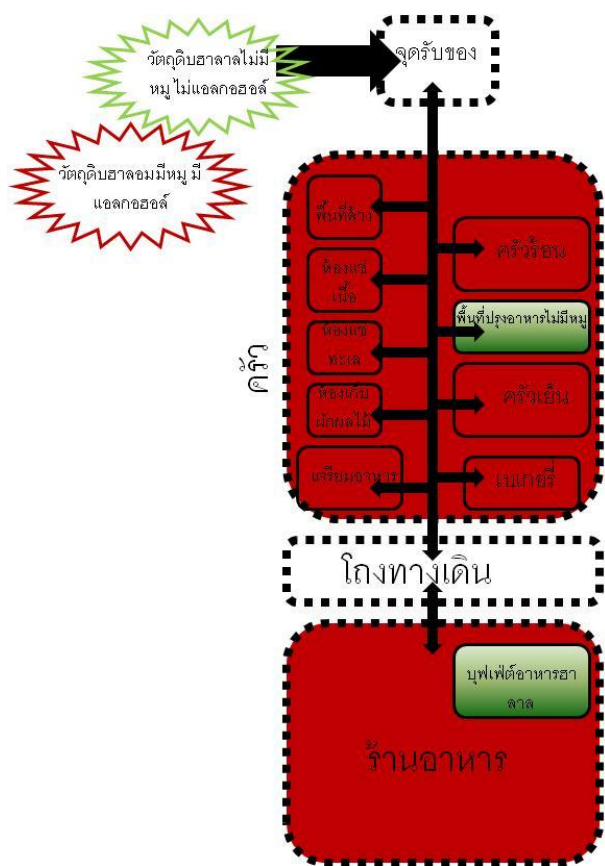 วัตถุดิบฮาลาลไม่มี
หมู ไม่แอลกอฮอล์
จุดรับของ
วัตถุดิบฮาลอมมีหมู มี
แอลกอฮอล์
ครัว
พื้นที่ล้าง
ครัวร้อน
ห้องแช่
เนื้อ
พื้นที่ปรุงอาหารไม่มีหมู
ห้องแช่
ทะเล
ครัวเย็น
ห้องเก็บ
ผักผลไม้
เตรียมอาหาร
เบเกอรี่
โถงทางเดิน
บุฟเฟ่ต์อาหารฮา
ลาล
ร้านอาหาร